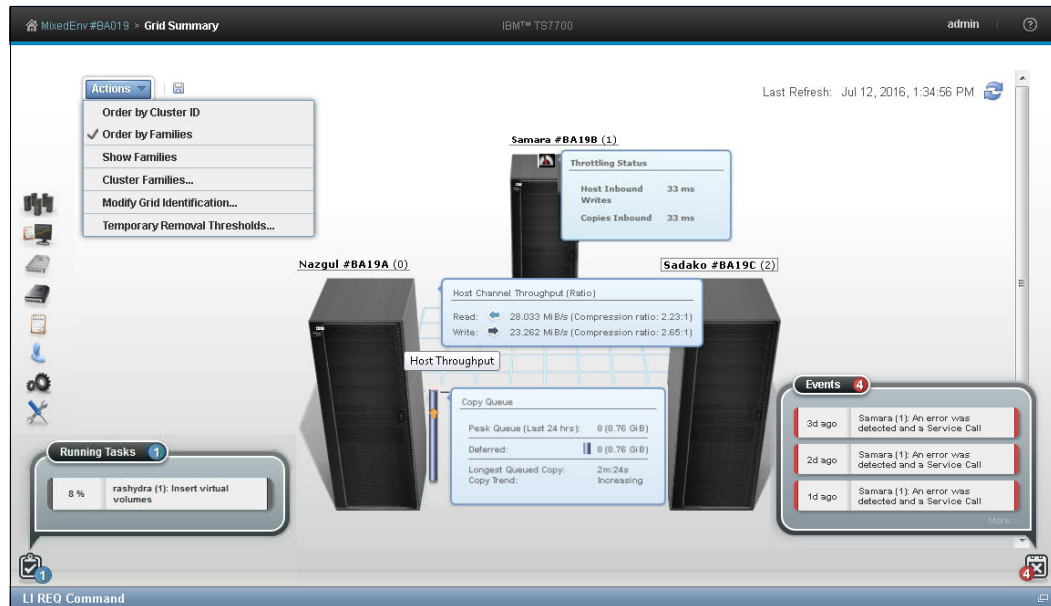 MixedEnv #BA019 > Grid Summary
IBM™ TS7700
admin
?
Actions
Last Refresh: Jul 12, 2016, 1:34:56 PM
Order by Cluster ID
Order by Families
Show Families
Cluster Families...
Modify Grid Identification...
Temporary Removal Thresholds...
Samara #BA19B (1)
Throttling Status
Host Inbound Writes 33 ms
Copies Inbound 33 ms
Nazgul #BA19A (0)
Sadako #BA19C (2)
Host Channel Throughput (Ratio)
Read: 28.033 MiB/s (Compression ratio: 2.23:1)
Write: 23.262 MiB/s (Compression ratio: 2.65:1)
Host Throughput
Copy Queue
Peak Queue (Last 24 hrs): 8 (8.76 GiB)
Deferred: 8 (8.76 GiB)
Longest Queued Copy: 2m:24s
Copy Trend: Increasing
Events 4
3d ago
Samara (1): An error was
detected and a Service Call
2d ago
Samara (1): An error was
detected and a Service Call
1d ago
Samara (1): An error was
detected and a Service Call
More...
Running Tasks 1
8 %
rashydra (1): Insert virtual
volumes
1
4
LI REQ Command